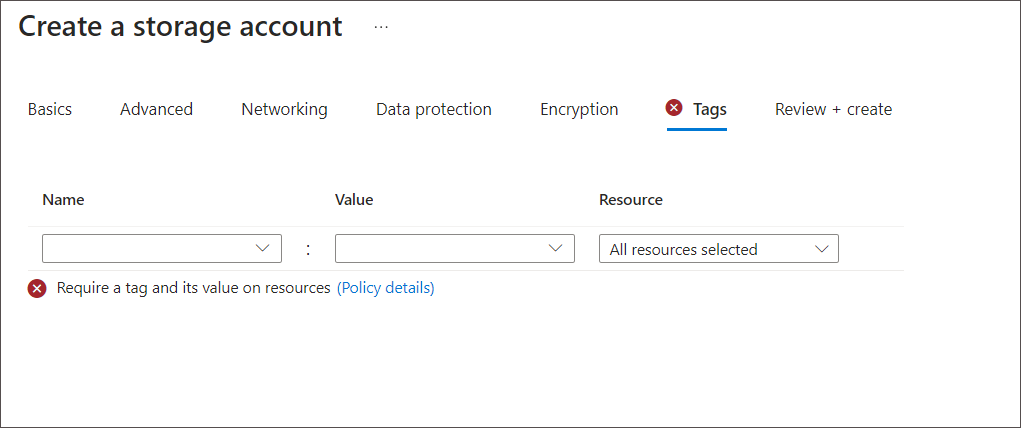 Create a storage account ...
Basics Advanced Networking Data protection Encryption Tags Review + create
Name Value Resource
: All resources selected
Require a tag and its value on resources (Policy details)